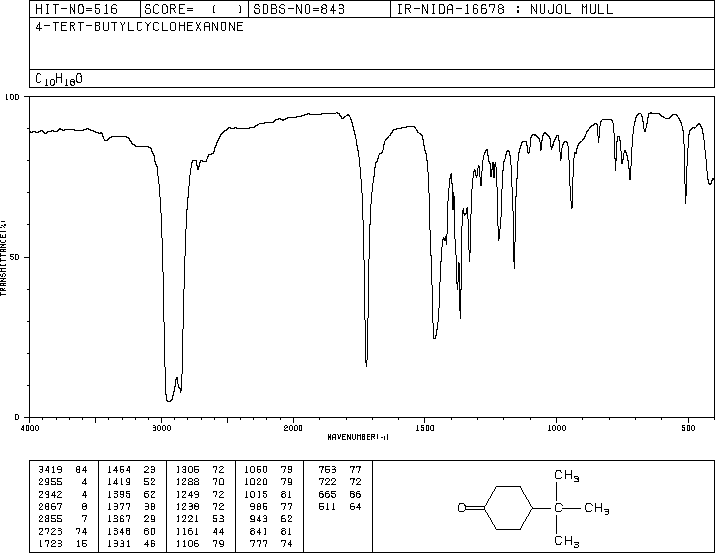 HIT-NO=516 SCORE= ( ) SDBS-NO=843 IR-NIDA-16678 : NUJOL MULL
4-TERT-BUTYLCYCLOHEXANONE
C10H18O
100
TRANSMITTANCE(%)
50
0
4000 3000 2000 1500 1000 500
WAVENUMBER(-1)
3419 84 1464 23 1306 72 1060 79 753 77
2955 4 1419 52 1288 70 1020 79 722 72
2942 4 1395 62 1249 72 1015 81 665 86
2867 8 1377 38 1238 72 986 77 511 64
2855 7 1367 29 1221 53 943 62
2723 74 1348 60 1161 44 841 81
1723 15 1331 46 1106 79 777 74
CH3
O C CH3
CH3